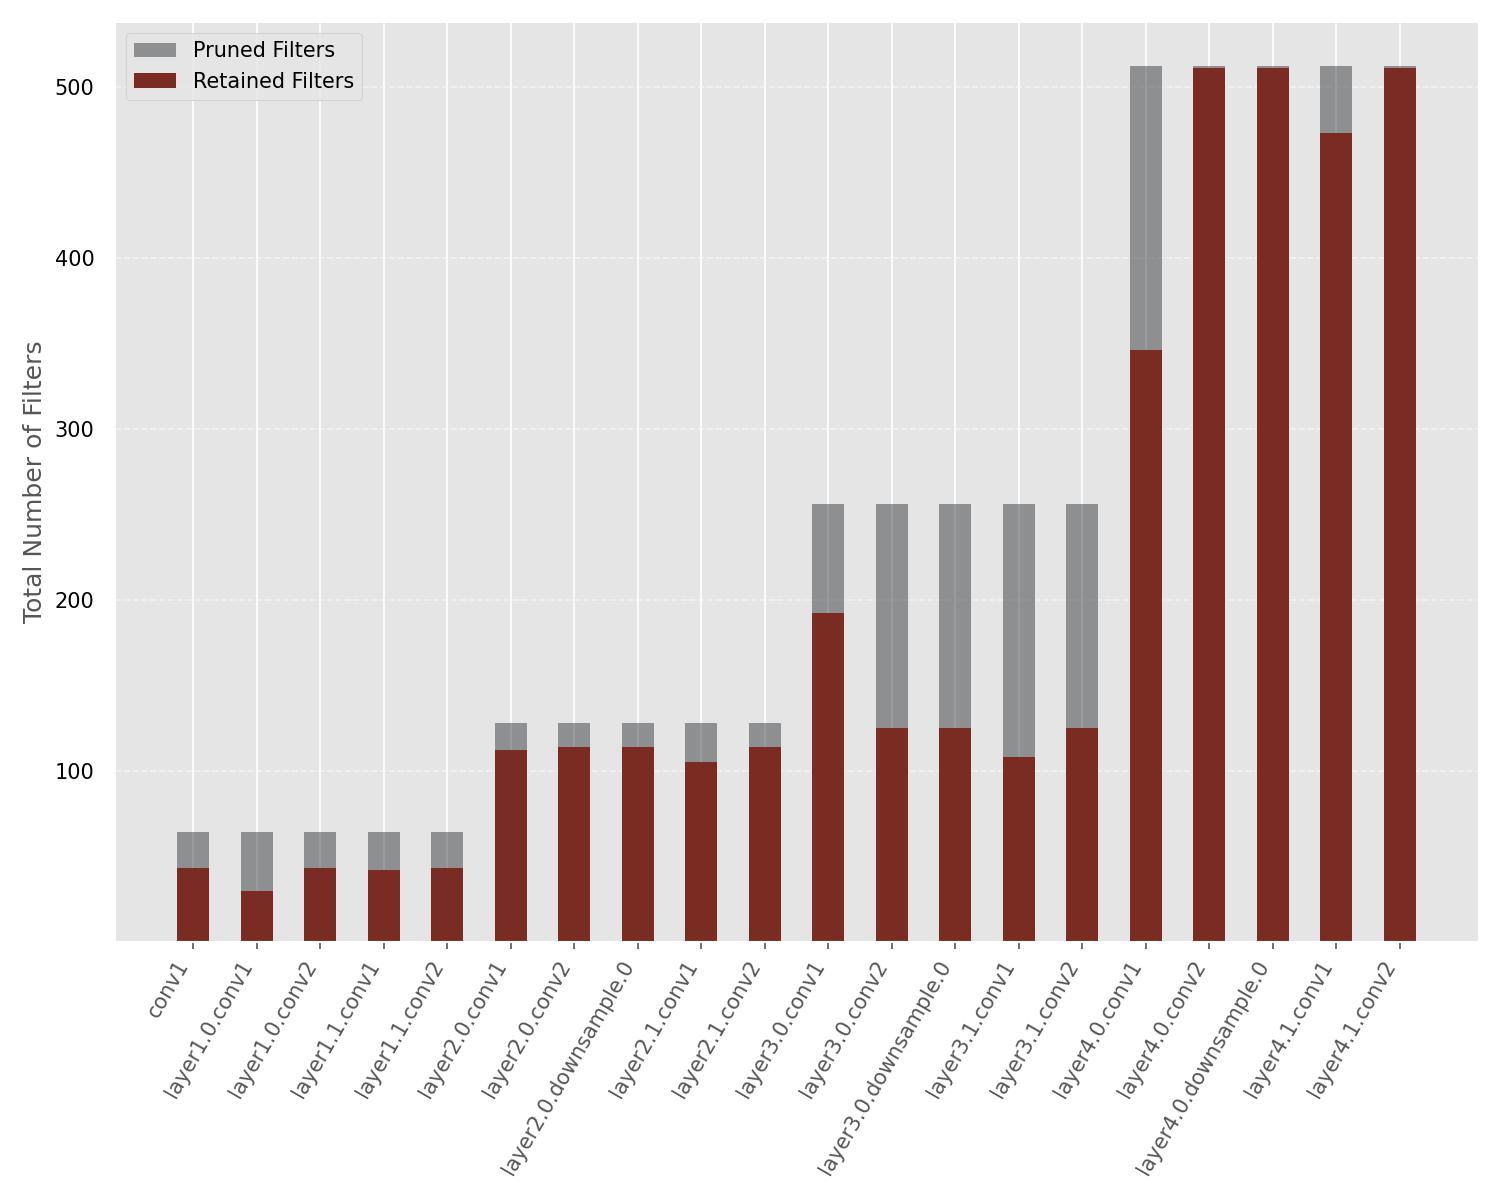 Pruned Filters
Retained Filters
Total Number of Filters
500
400
300
200
100
conv1
layer1.0.conv1
layer1.0.conv2
layer1.1.conv1
layer1.1.conv2
layer2.0.conv1
layer2.0.conv2
layer2.0.downsample.0
layer2.1.conv1
layer2.1.conv2
layer3.0.conv1
layer3.0.conv2
layer3.0.downsample.0
layer3.1.conv1
layer3.1.conv2
layer4.0.conv1
layer4.0.conv2
layer4.0.downsample.0
layer4.1.conv1
layer4.1.conv2